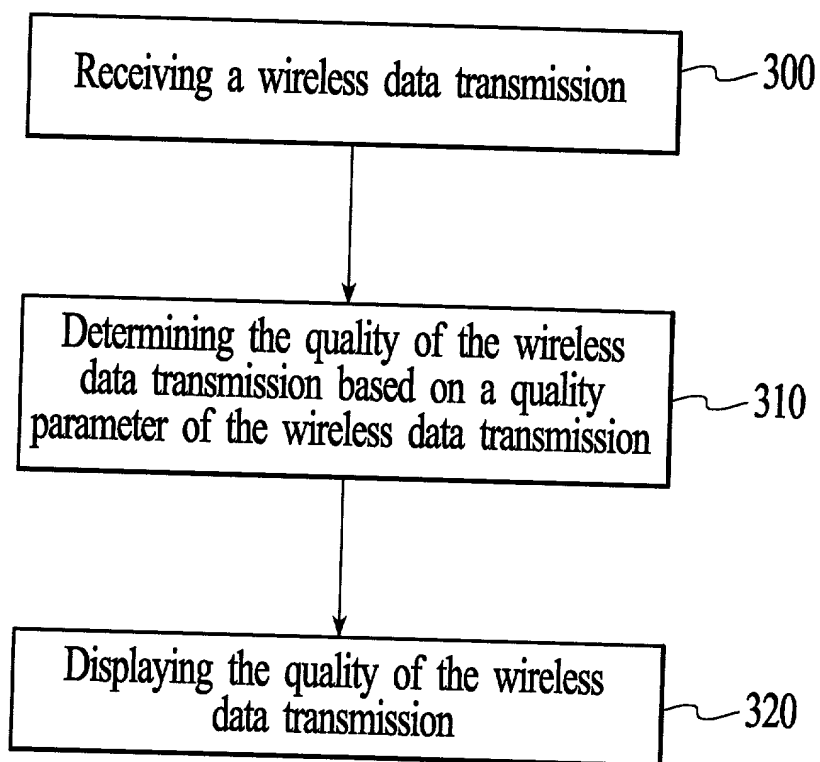 Receiving a wireless data transmission
300
Determining the quality of the wireless
data transmission based on a quality
parameter of the wireless data transmission
310
Displaying the quality of the wireless
data transmission
320